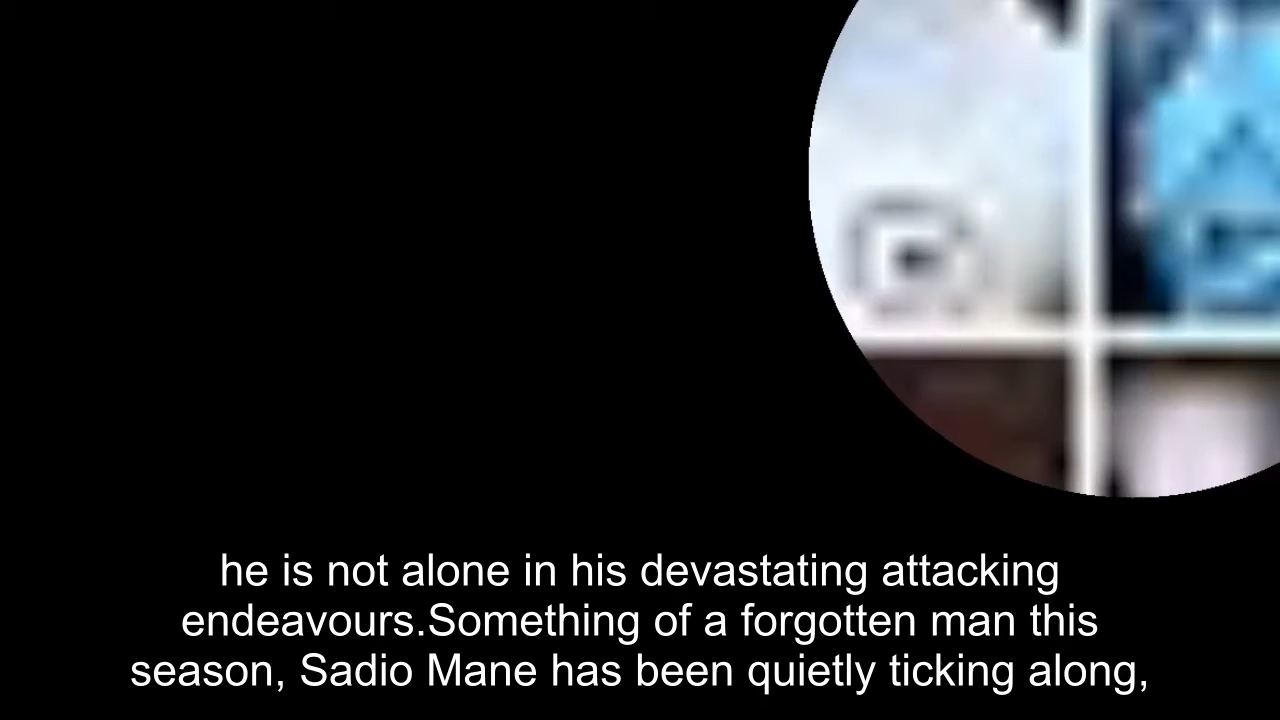 he is not alone in his devastating attacking
endeavours.Something of a forgotten man this
season, Sadio Mane has been quietly ticking along,